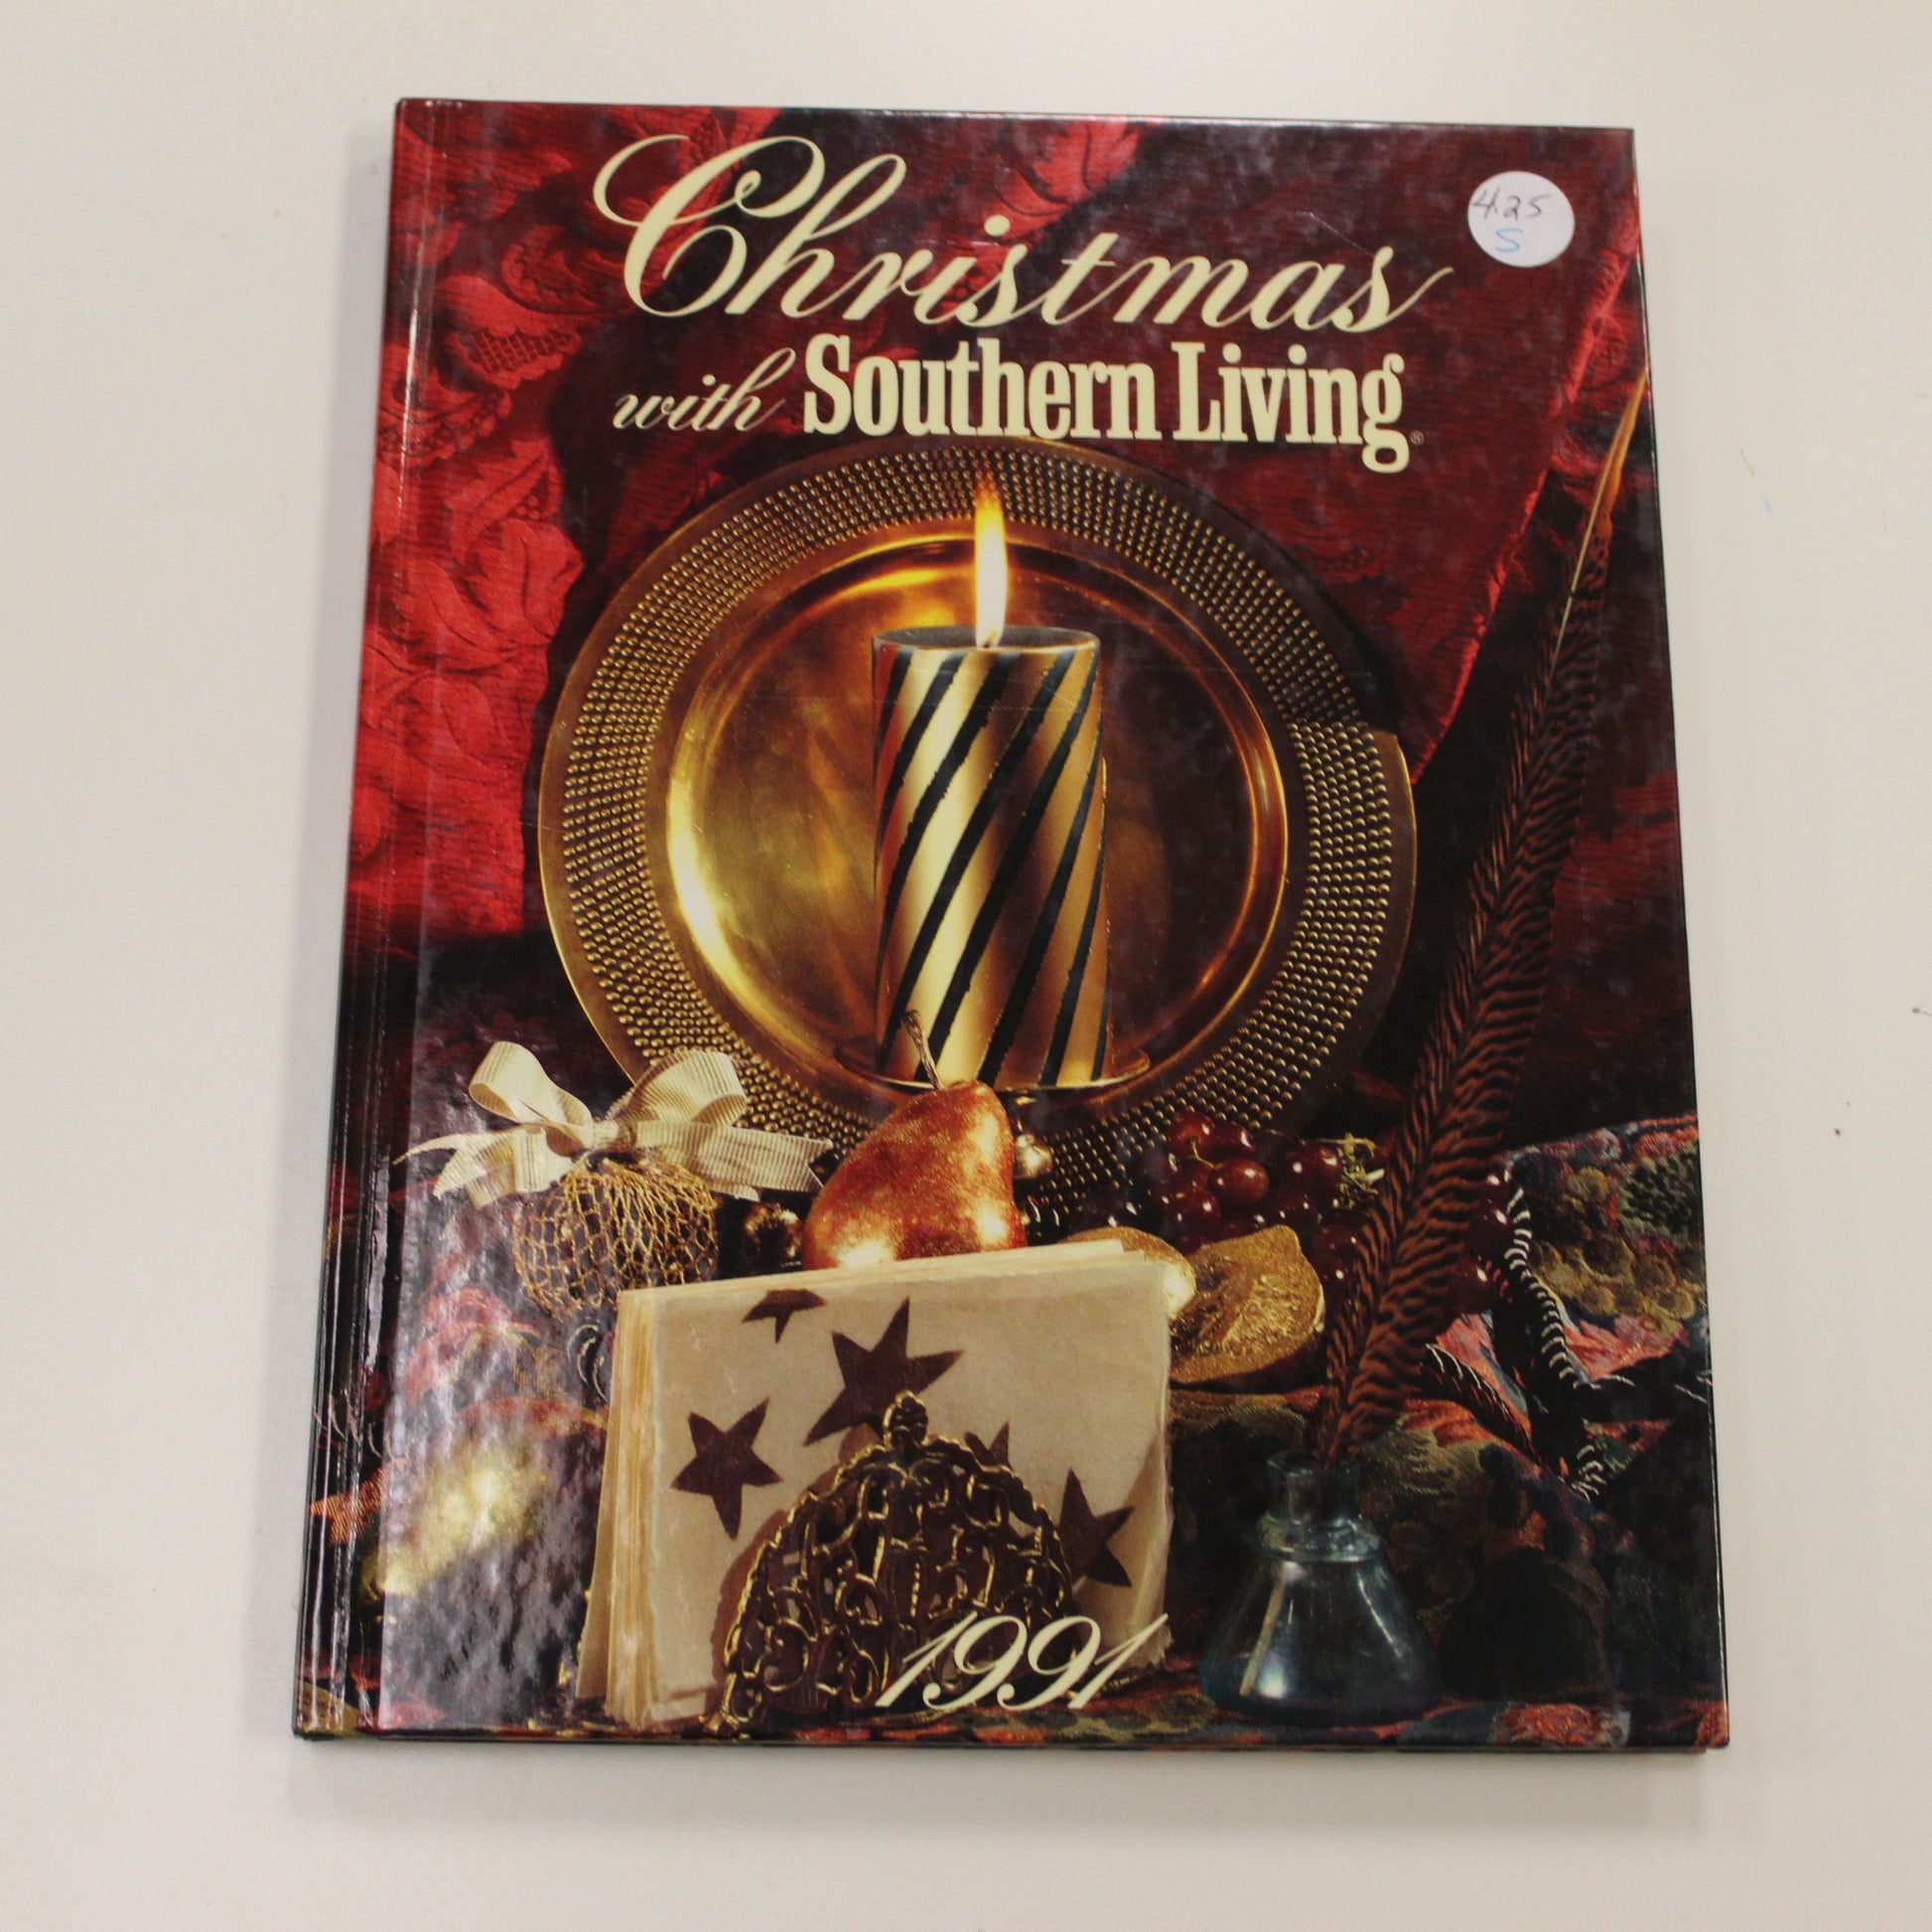 Christmas
4.25
S
with Southern Living®
1991